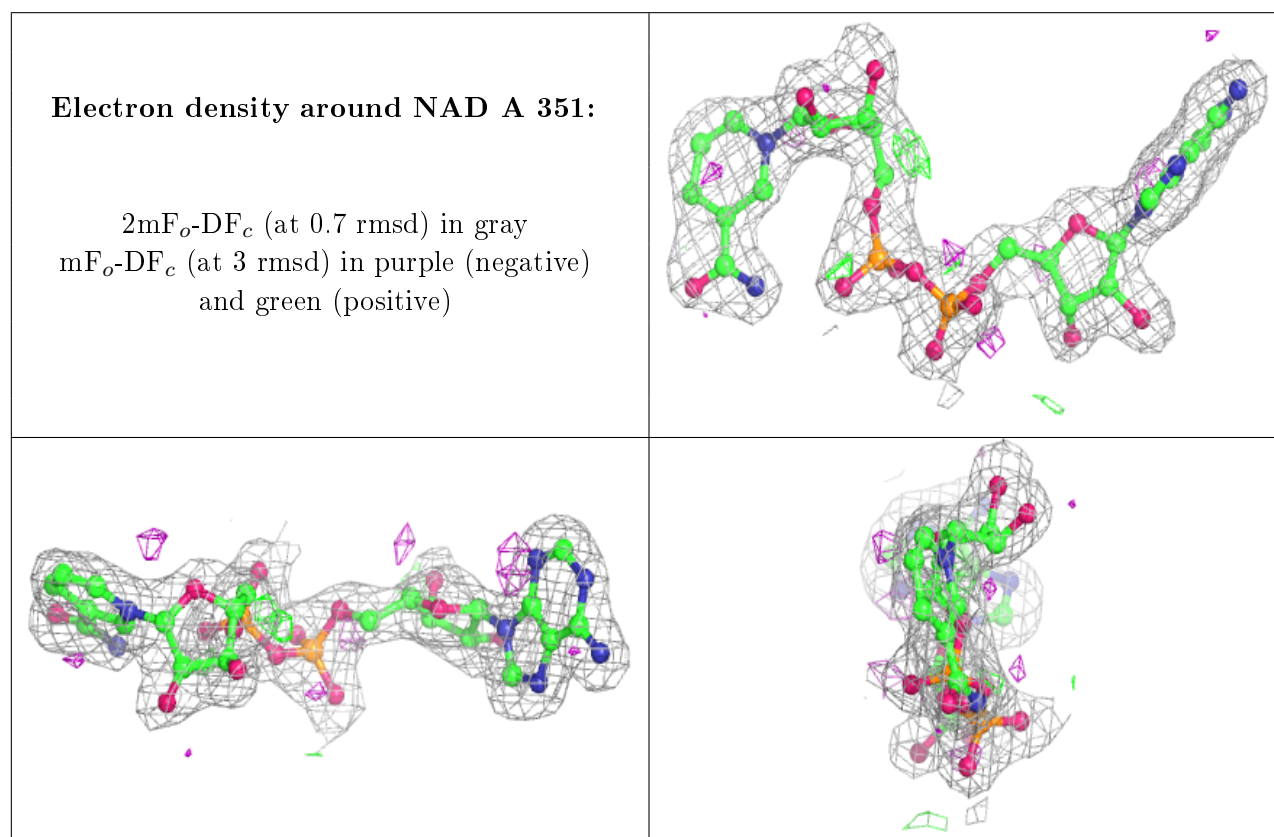 Electron density around NAD A 351:
2mFo-DFc (at 0.7 rmsd) in gray
mFo-DFc (at 3 rmsd) in purple (negative)
and green (positive)